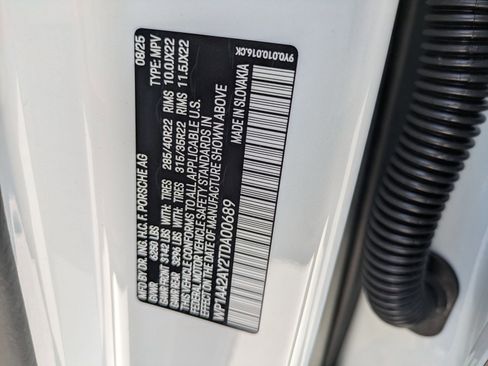 MFD BY: DR. ING. H.C. F. PORSCHE AG 08/25
GVWR 6250 LBS TYPE: MPV
GAWR FRONT 3142 LBS WITH: TIRES 285/40R22 RIMS 10.0JX22
GAWR REAR 3296 LBS WITH: TIRES 315/35R22 RIMS 11.5JX22
THIS VEHICLE CONFORMS TO ALL APPLICABLE U.S.
FEDERAL MOTOR VEHICLE SAFETY STANDARDS IN
EFFECT ON THE DATE OF MANUFACTURE SHOWN ABOVE
WP1AA2AY2TDA00689
MADE IN SLOVAKIA
9Y0.010.016.CK